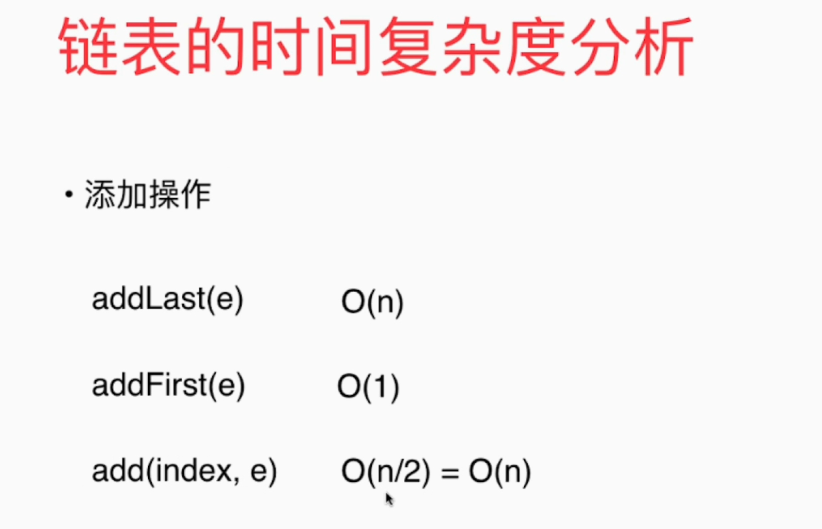 链表的时间复杂度分析
• 添加操作
addLast(e) O(n)
addFirst(e) O(1)
add(index, e) O(n/2) = O(n)